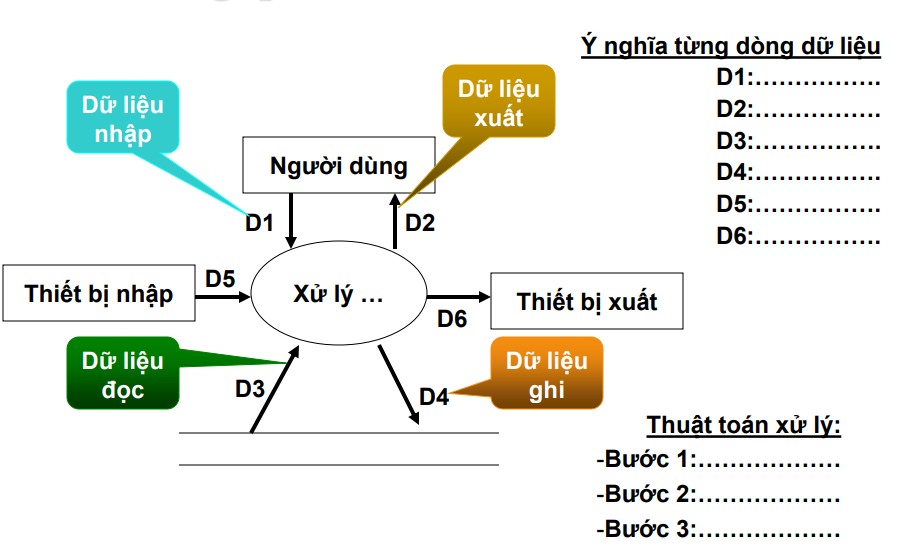 Ý nghĩa từng dòng dữ liệu
D1:................
D2:................
D3:................
D4:................
D5:................
D6:................
Dữ liệu
nhập
Dữ liệu
xuất
Người dùng
D1
D2
Thiết bị nhập
D5
Xử lý ...
D6
Thiết bị xuất
Dữ liệu
đọc
D3
D4
Dữ liệu
ghi
Thuật toán xử lý:
-Bước 1:..................
-Bước 2:..................
-Bước 3:..................